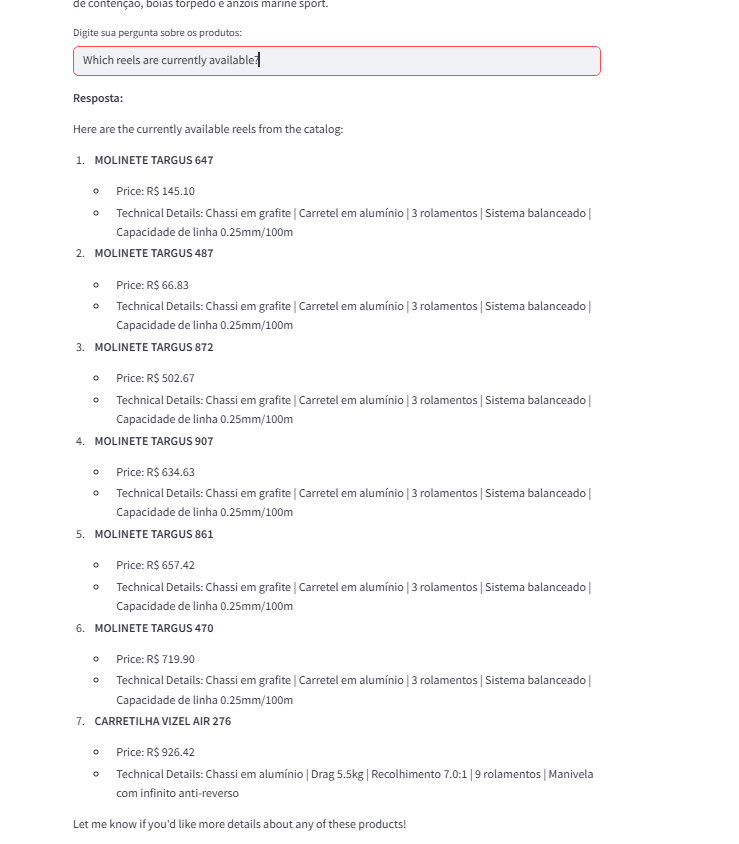 de contenção, boias torpedo e anzóis marine sport.
Digite sua pergunta sobre os produtos:
Which reels are currently available?
Resposta:
Here are the currently available reels from the catalog:
1. MOLINETE TARGUS 647
Price: R$ 145.10
Technical Details: Chassi em grafite | Carretel em alumínio | 3 rolamentos | Sistema balanceado |
Capacidade de linha 0.25mm/100m
2. MOLINETE TARGUS 487
Price: R$ 66.83
Technical Details: Chassi em grafite | Carretel em alumínio | 3 rolamentos | Sistema balanceado |
Capacidade de linha 0.25mm/100m
3. MOLINETE TARGUS 872
Price: R$ 502.67
Technical Details: Chassi em grafite | Carretel em alumínio | 3 rolamentos | Sistema balanceado |
Capacidade de linha 0.25mm/100m
4. MOLINETE TARGUS 907
Price: R$ 634.63
Technical Details: Chassi em grafite | Carretel em alumínio | 3 rolamentos | Sistema balanceado |
Capacidade de linha 0.25mm/100m
5. MOLINETE TARGUS 861
Price: R$ 657.42
Technical Details: Chassi em grafite | Carretel em alumínio | 3 rolamentos | Sistema balanceado |
Capacidade de linha 0.25mm/100m
6. MOLINETE TARGUS 470
Price: R$ 719.90
Technical Details: Chassi em grafite | Carretel em alumínio | 3 rolamentos | Sistema balanceado |
Capacidade de linha 0.25mm/100m
7. CARRETILHA VIZEL AIR 276
Price: R$ 926.42
Technical Details: Chassi em alumínio | Drag 5.5kg | Recolhimento 7.0:1 | 9 rolamentos | Manivela
com infinito anti-reverso
Let me know if you'd like more details about any of these products!